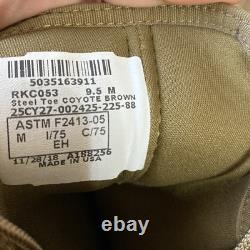 5035163911
RKC053 9.5 M
Steel Toe COYOTE BROWN
25CY27-002425-225-88
ASTM F2413-05
M I/75 C/75
EH
11/28/18 A188256
MADE IN USA